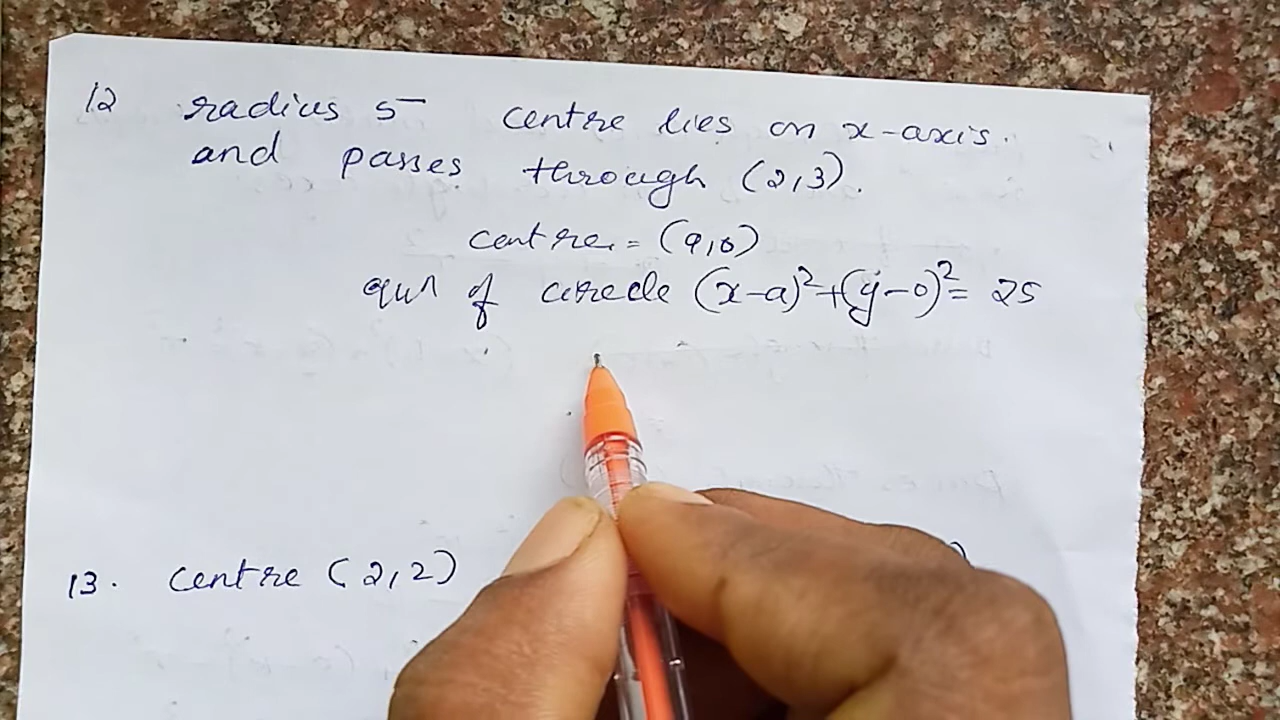 12 radius 5 centre lies on x-axis.
and passes through (2,3).
centre = (a,0)
eqn of circle (x-a)²+(y-0)²= 25
13. centre (2,2)